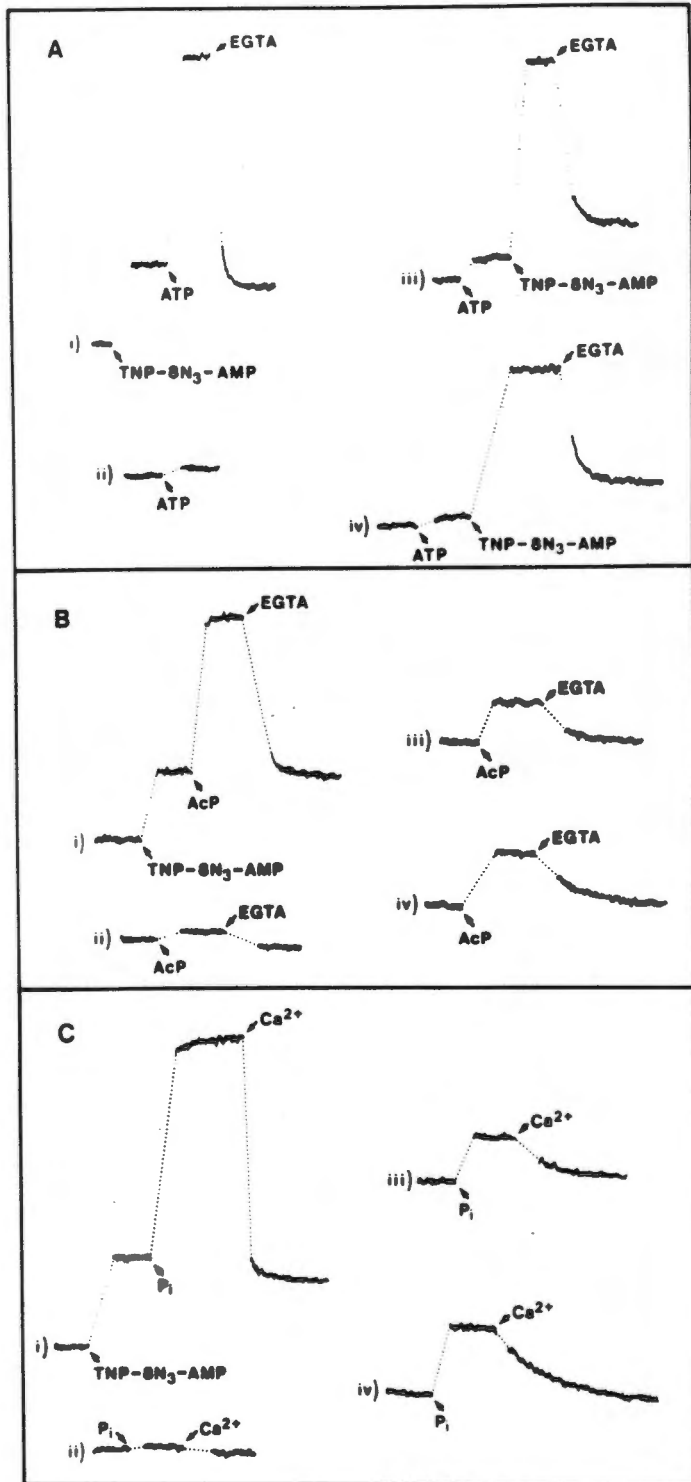 A
EGTA
ATP
i)
TNP-8N₃-AMP
ii)
ATP
EGTA
iii)
ATP
TNP-8N₃-AMP
EGTA
iv)
ATP
TNP-8N₃-AMP
B
EGTA
AcP
i)
TNP-8N₃-AMP
EGTA
ii)
AcP
EGTA
iii)
AcP
EGTA
iv)
AcP
C
Ca²⁺
Pᵢ
i)
TNP-8N₃-AMP
Pᵢ Ca²⁺
ii)
Ca²⁺
iii)
Pᵢ
Ca²⁺
iv)
Pᵢ